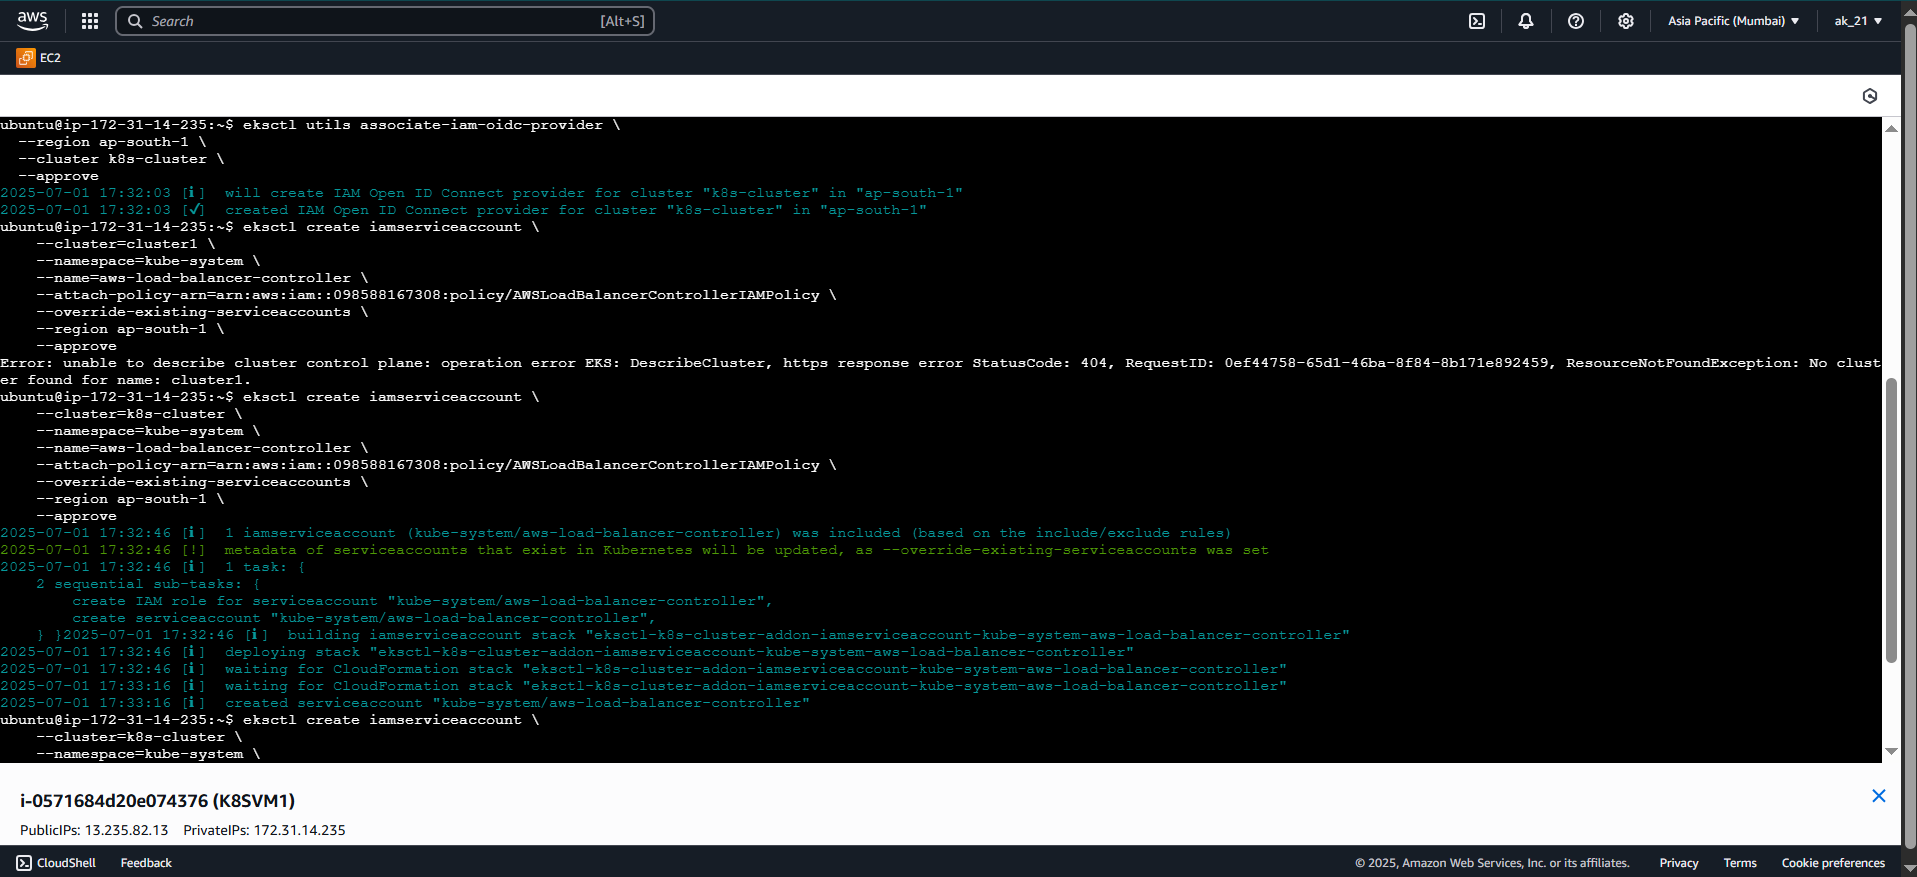 aws
Search [Alt+S]
Asia Pacific (Mumbai) ▼
ak_21 ▼
EC2
ubuntu@ip-172-31-14-235:~$ eksctl utils associate-iam-oidc-provider \
  --region ap-south-1 \
  --cluster k8s-cluster \
  --approve
2025-07-01 17:32:03 [ℹ]  will create IAM Open ID Connect provider for cluster "k8s-cluster" in "ap-south-1"
2025-07-01 17:32:03 [✓]  created IAM Open ID Connect provider for cluster "k8s-cluster" in "ap-south-1"
ubuntu@ip-172-31-14-235:~$ eksctl create iamserviceaccount \
    --cluster=cluster1 \
    --namespace=kube-system \
    --name=aws-load-balancer-controller \
    --attach-policy-arn=arn:aws:iam::098588167308:policy/AWSLoadBalancerControllerIAMPolicy \
    --override-existing-serviceaccounts \
    --region ap-south-1 \
    --approve
Error: unable to describe cluster control plane: operation error EKS: DescribeCluster, https response error StatusCode: 404, RequestID: 0ef44758-65d1-46ba-8f84-8b171e892459, ResourceNotFoundException: No clust
er found for name: cluster1.
ubuntu@ip-172-31-14-235:~$ eksctl create iamserviceaccount \
    --cluster=k8s-cluster \
    --namespace=kube-system \
    --name=aws-load-balancer-controller \
    --attach-policy-arn=arn:aws:iam::098588167308:policy/AWSLoadBalancerControllerIAMPolicy \
    --override-existing-serviceaccounts \
    --region ap-south-1 \
    --approve
2025-07-01 17:32:46 [ℹ]  1 iamserviceaccount (kube-system/aws-load-balancer-controller) was included (based on the include/exclude rules)
2025-07-01 17:32:46 [!]  metadata of serviceaccounts that exist in Kubernetes will be updated, as --override-existing-serviceaccounts was set
2025-07-01 17:32:46 [ℹ]  1 task: {
    2 sequential sub-tasks: {
        create IAM role for serviceaccount "kube-system/aws-load-balancer-controller",
        create serviceaccount "kube-system/aws-load-balancer-controller",
    } }2025-07-01 17:32:46 [ℹ]  building iamserviceaccount stack "eksctl-k8s-cluster-addon-iamserviceaccount-kube-system-aws-load-balancer-controller"
2025-07-01 17:32:46 [ℹ]  deploying stack "eksctl-k8s-cluster-addon-iamserviceaccount-kube-system-aws-load-balancer-controller"
2025-07-01 17:32:46 [ℹ]  waiting for CloudFormation stack "eksctl-k8s-cluster-addon-iamserviceaccount-kube-system-aws-load-balancer-controller"
2025-07-01 17:33:16 [ℹ]  waiting for CloudFormation stack "eksctl-k8s-cluster-addon-iamserviceaccount-kube-system-aws-load-balancer-controller"
2025-07-01 17:33:16 [ℹ]  created serviceaccount "kube-system/aws-load-balancer-controller"
ubuntu@ip-172-31-14-235:~$ eksctl create iamserviceaccount \
    --cluster=k8s-cluster \
    --namespace=kube-system \
i-0571684d20e074376 (K8SVM1)
PublicIPs: 13.235.82.13 PrivateIPs: 172.31.14.235
CloudShell Feedback © 2025, Amazon Web Services, Inc. or its affiliates. Privacy Terms Cookie preferences